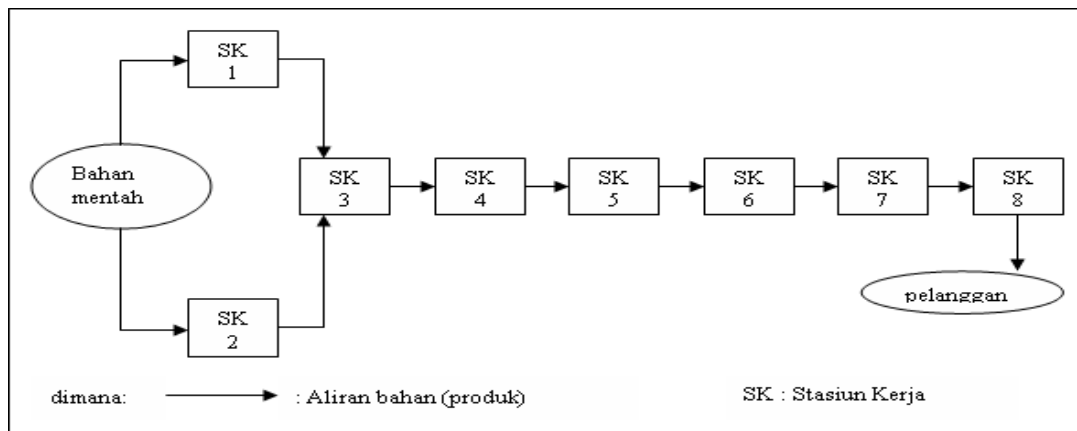 SK
1
Bahan
mentah
SK
3
SK
4
SK
5
SK
6
SK
7
SK
8
SK
2
pelanggan
dimana: : Aliran bahan (produk) SK : Stasiun Kerja